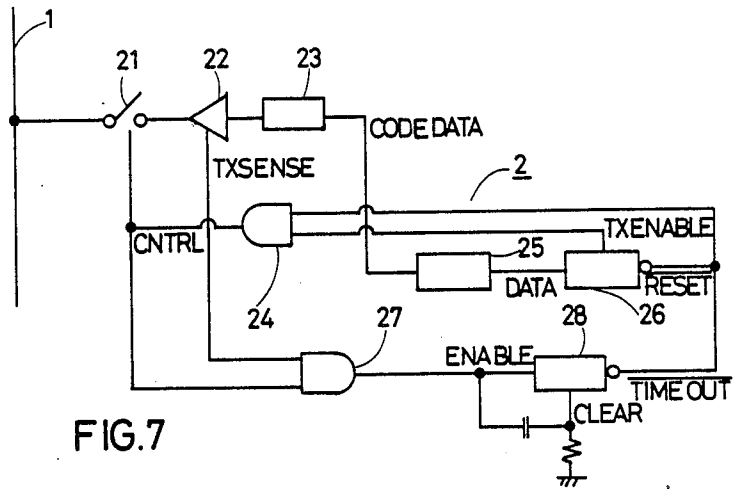 1
21
22
23
CODE DATA
TXSENSE
2
TXENABLE
CNTRL
25
24
DATA
26
RESET
27
28
ENABLE
TIME OUT
CLEAR
FIG.7